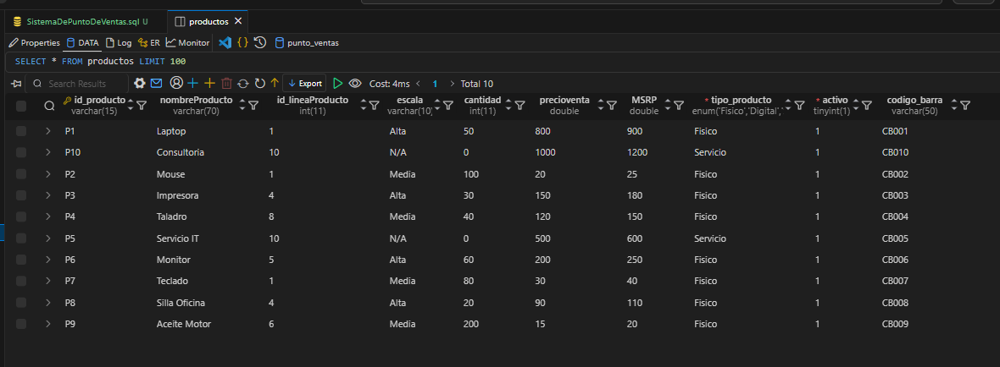 SistemaDePuntoDeVentas.sql U productos
Properties DATA Log ER Monitor {} punto_ventas
SELECT * FROM productos LIMIT 100
Search Results Export Cost: 4ms < 1 > Total 10
id_producto nombreProducto id_lineaProducto escala cantidad precioventa MSRP * tipo_producto * activo codigo_barra
varchar(15) varchar(70) int(11) varchar(10) int(11) double double enum('Fisico','Digital',' tinyint(1) varchar(50)
P1 Laptop 1 Alta 50 800 900 Fisico 1 CB001
P10 Consultoria 10 N/A 0 1000 1200 Servicio 1 CB010
P2 Mouse 1 Media 100 20 25 Fisico 1 CB002
P3 Impresora 4 Alta 30 150 180 Fisico 1 CB003
P4 Taladro 8 Media 40 120 150 Fisico 1 CB004
P5 Servicio IT 10 N/A 0 500 600 Servicio 1 CB005
P6 Monitor 5 Alta 60 200 250 Fisico 1 CB006
P7 Teclado 1 Media 80 30 40 Fisico 1 CB007
P8 Silla Oficina 4 Alta 20 90 110 Fisico 1 CB008
P9 Aceite Motor 6 Media 200 15 20 Fisico 1 CB009